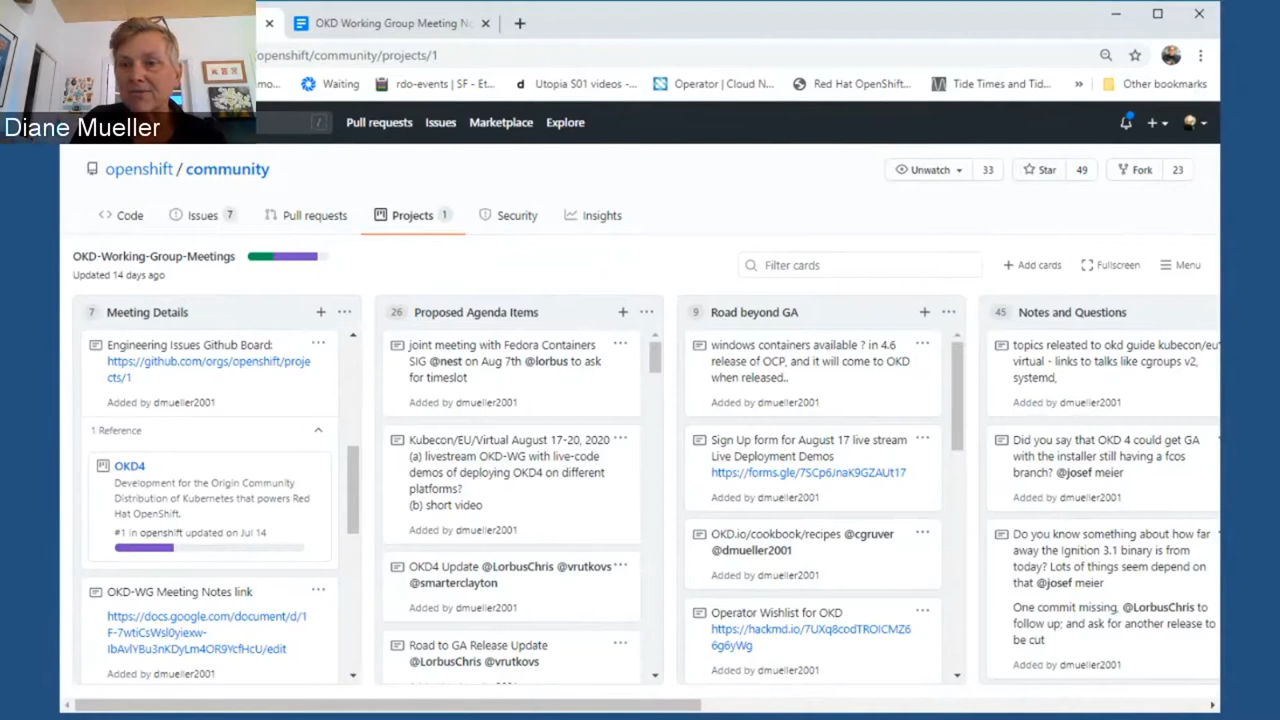 OKD Working Group Meeting No
openshift/community/projects/1
Waiting
rdo-events | SF - Et...
Utopia S01 videos -...
Operator | Cloud N...
Red Hat OpenShift...
Tide Times and Tid...
Other bookmarks
Diane Mueller
/
Pull requests
Issues
Marketplace
Explore
openshift / community
Unwatch
33
Star
49
Fork
23
Code
Issues 7
Pull requests
Projects 1
Security
Insights
OKD-Working-Group-Meetings
Updated 14 days ago
Filter cards
Add cards
Fullscreen
Menu
7 Meeting Details
Engineering Issues Github Board:
https://github.com/orgs/openshift/proje
cts/1
Added by dmueller2001
1 Reference
OKD4
Development for the Origin Community
Distribution of Kubernetes that powers Red
Hat OpenShift.
#1 in openshift updated on Jul 14
OKD-WG Meeting Notes link
https://docs.google.com/document/d/1
F-7wtiCsWsl0yiexw-
IbAvlYBu3nKDyLm4OR9YcfHcU/edit
Added by dmueller2001
26 Proposed Agenda Items
joint meeting with Fedora Containers
SIG @nest on Aug 7th @lorbus to ask
for timeslot
Added by dmueller2001
Kubecon/EU/Virtual August 17-20, 2020
(a) livestream OKD-WG with live-code
demos of deploying OKD4 on different
platforms?
(b) short video
Added by dmueller2001
OKD4 Update @LorbusChris @vrutkovs
@smarterclayton
Added by dmueller2001
Road to GA Release Update
@LorbusChris @vrutkovs
9 Road beyond GA
windows containers available ? in 4.6
release of OCP, and it will come to OKD
when released..
Added by dmueller2001
Sign Up form for August 17 live stream
Live Deployment Demos
https://forms.gle/7SCp6JnaK9GZAUt17
Added by dmueller2001
OKD.io/cookbook/recipes @cgruver
@dmueller2001
Added by dmueller2001
Operator Wishlist for OKD
https://hackmd.io/7UXq8codTROICMZ6
6g6yWg
Added by dmueller2001
45 Notes and Questions
topics releated to okd guide kubecon/eu
virtual - links to talks like cgroups v2,
systemd,
Added by dmueller2001
Did you say that OKD 4 could get GA
with the installer still having a fcos
branch? @josef meier
Added by dmueller2001
Do you know something about how far
away the Ignition 3.1 binary is from
today? Lots of things seem depend on
that @josef meier
One commit missing, @LorbusChris to
follow up; and ask for another release to
be cut
Added by dmueller2001